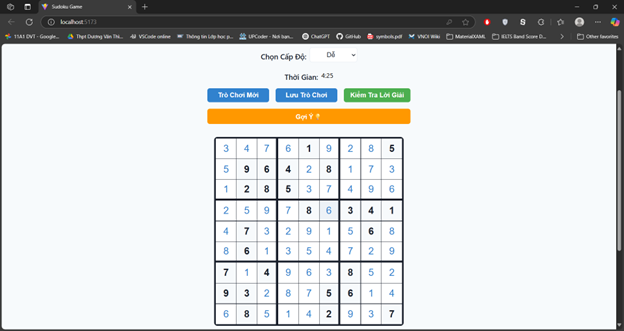 Sudoku Game
localhost:5173
11A1 DVT - Google... Thpt Dương Văn Thì... VSCode online Thông tin Lớp học p... UPCoder - Nơi bạn... ChatGPT GitHub symbols.pdf VNOI Wiki MaterialXAML IELTS Band Score D... Other favorites
Chọn Cấp Độ: Dễ
Thời Gian: 4:25
Trò Chơi Mới Lưu Trò Chơi Kiểm Tra Lời Giải
Gợi Ý
3 4 7 6 1 9 2 8 5
5 9 6 4 2 8 1 7 3
1 2 8 5 3 7 4 9 6
2 5 9 7 8 6 3 4 1
4 7 3 2 9 1 5 6 8
8 6 1 3 5 4 7 2 9
7 1 4 9 6 3 8 5 2
9 3 2 8 7 5 6 1 4
6 8 5 1 4 2 9 3 7